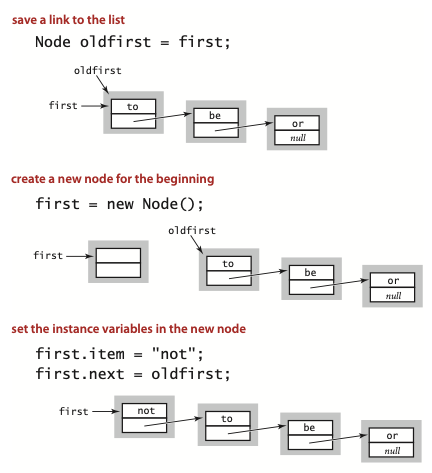 save a link to the list
Node oldfirst = first;
oldfirst
first
to
be
or
null
create a new node for the beginning
first = new Node();
oldfirst
first
to
be
or
null
set the instance variables in the new node
first.item = "not";
first.next = oldfirst;
first
not
to
be
or
null